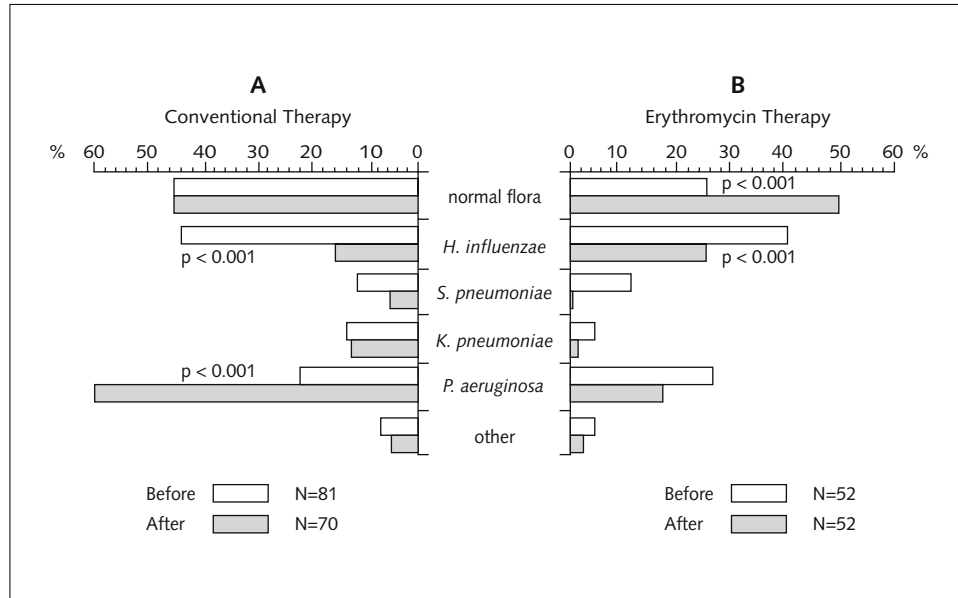 A
Conventional Therapy
% 60 50 40 30 20 10 0
B
Erythromycin Therapy
0 10 20 30 40 50 60 %
normal flora
p < 0.001
H. influenzae
p < 0.001
p < 0.001
S. pneumoniae
K. pneumoniae
p < 0.001
P. aeruginosa
other
Before N=81
After N=70
Before N=52
After N=52